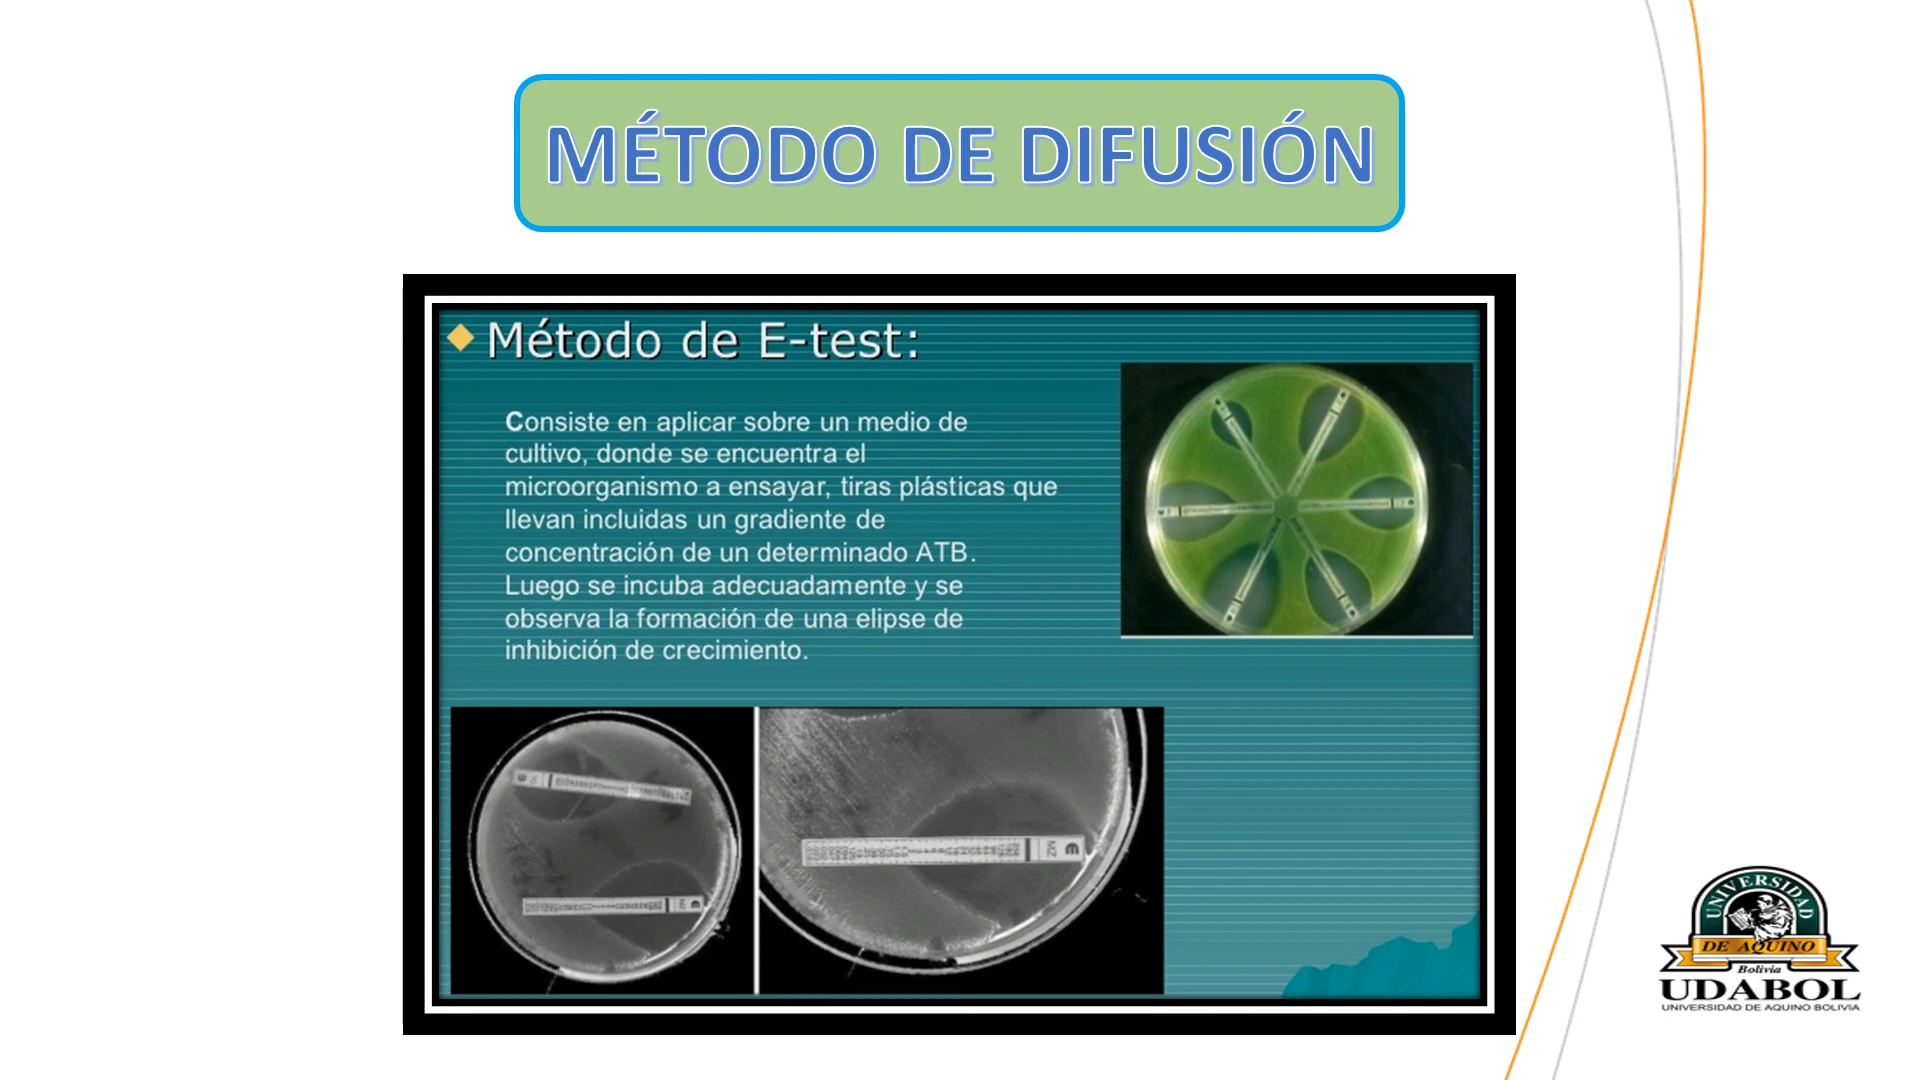 MÉTODO DE DIFUSIÓN
Método de E-test:
Consiste en aplicar sobre un medio de
cultivo, donde se encuentra el
microorganismo a ensayar, tiras plásticas que
llevan incluidas un gradiente de
concentración de un determinado ATB.
Luego se incuba adecuadamente y se
observa la formación de una elipse de
inhibición de crecimiento.
MZ
MZ
UNIVERSIDAD
DE AQUINO
Bolivia
UDABOL
UNIVERSIDAD DE AQUINO BOLIVIA